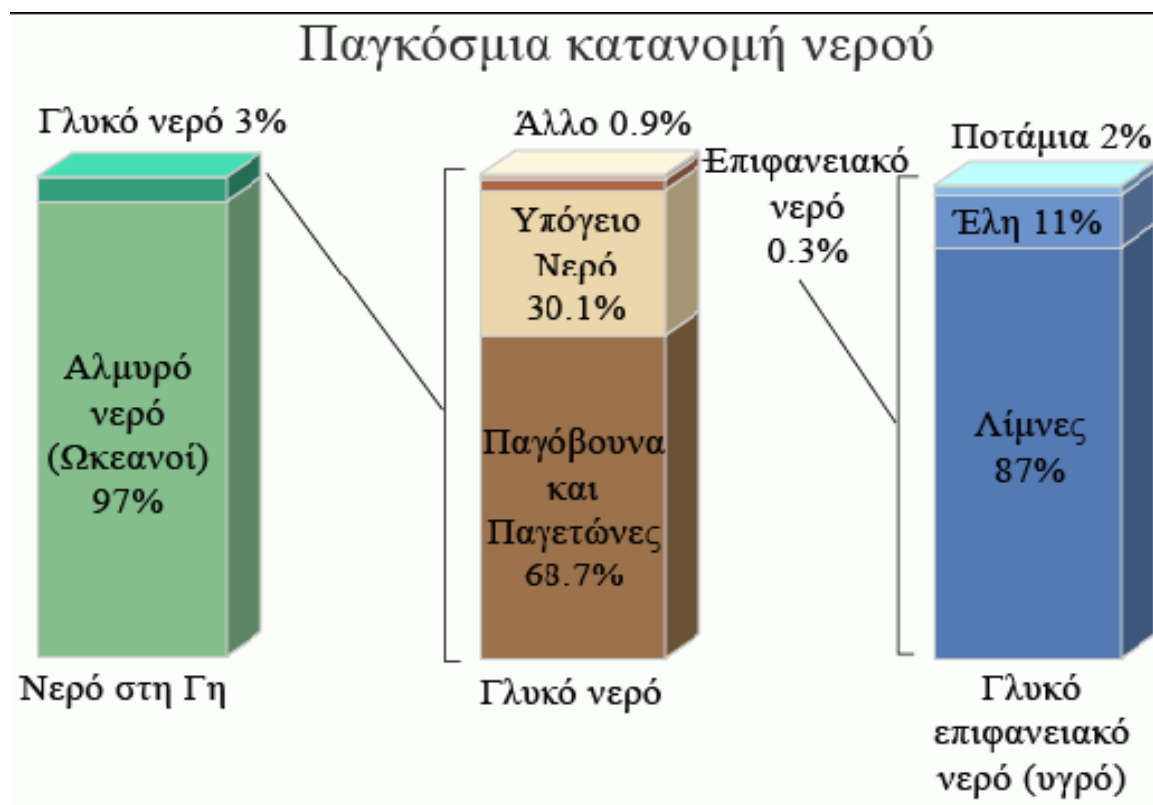 Παγκόσμια κατανομή νερού
Γλυκό νερό 3%
Αλμυρό
νερό
(Ωκεανοί)
97%
Νερό στη Γη
Άλλο 0.9%
Υπόγειο
Νερό
30.1%
Παγόβουνα
και
Παγετώνες
68.7%
Γλυκό νερό
Επιφανειακό
νερό
0.3%
Ποτάμια 2%
Έλη 11%
Λίμνες
87%
Γλυκό
επιφανειακό
νερό (υγρό)